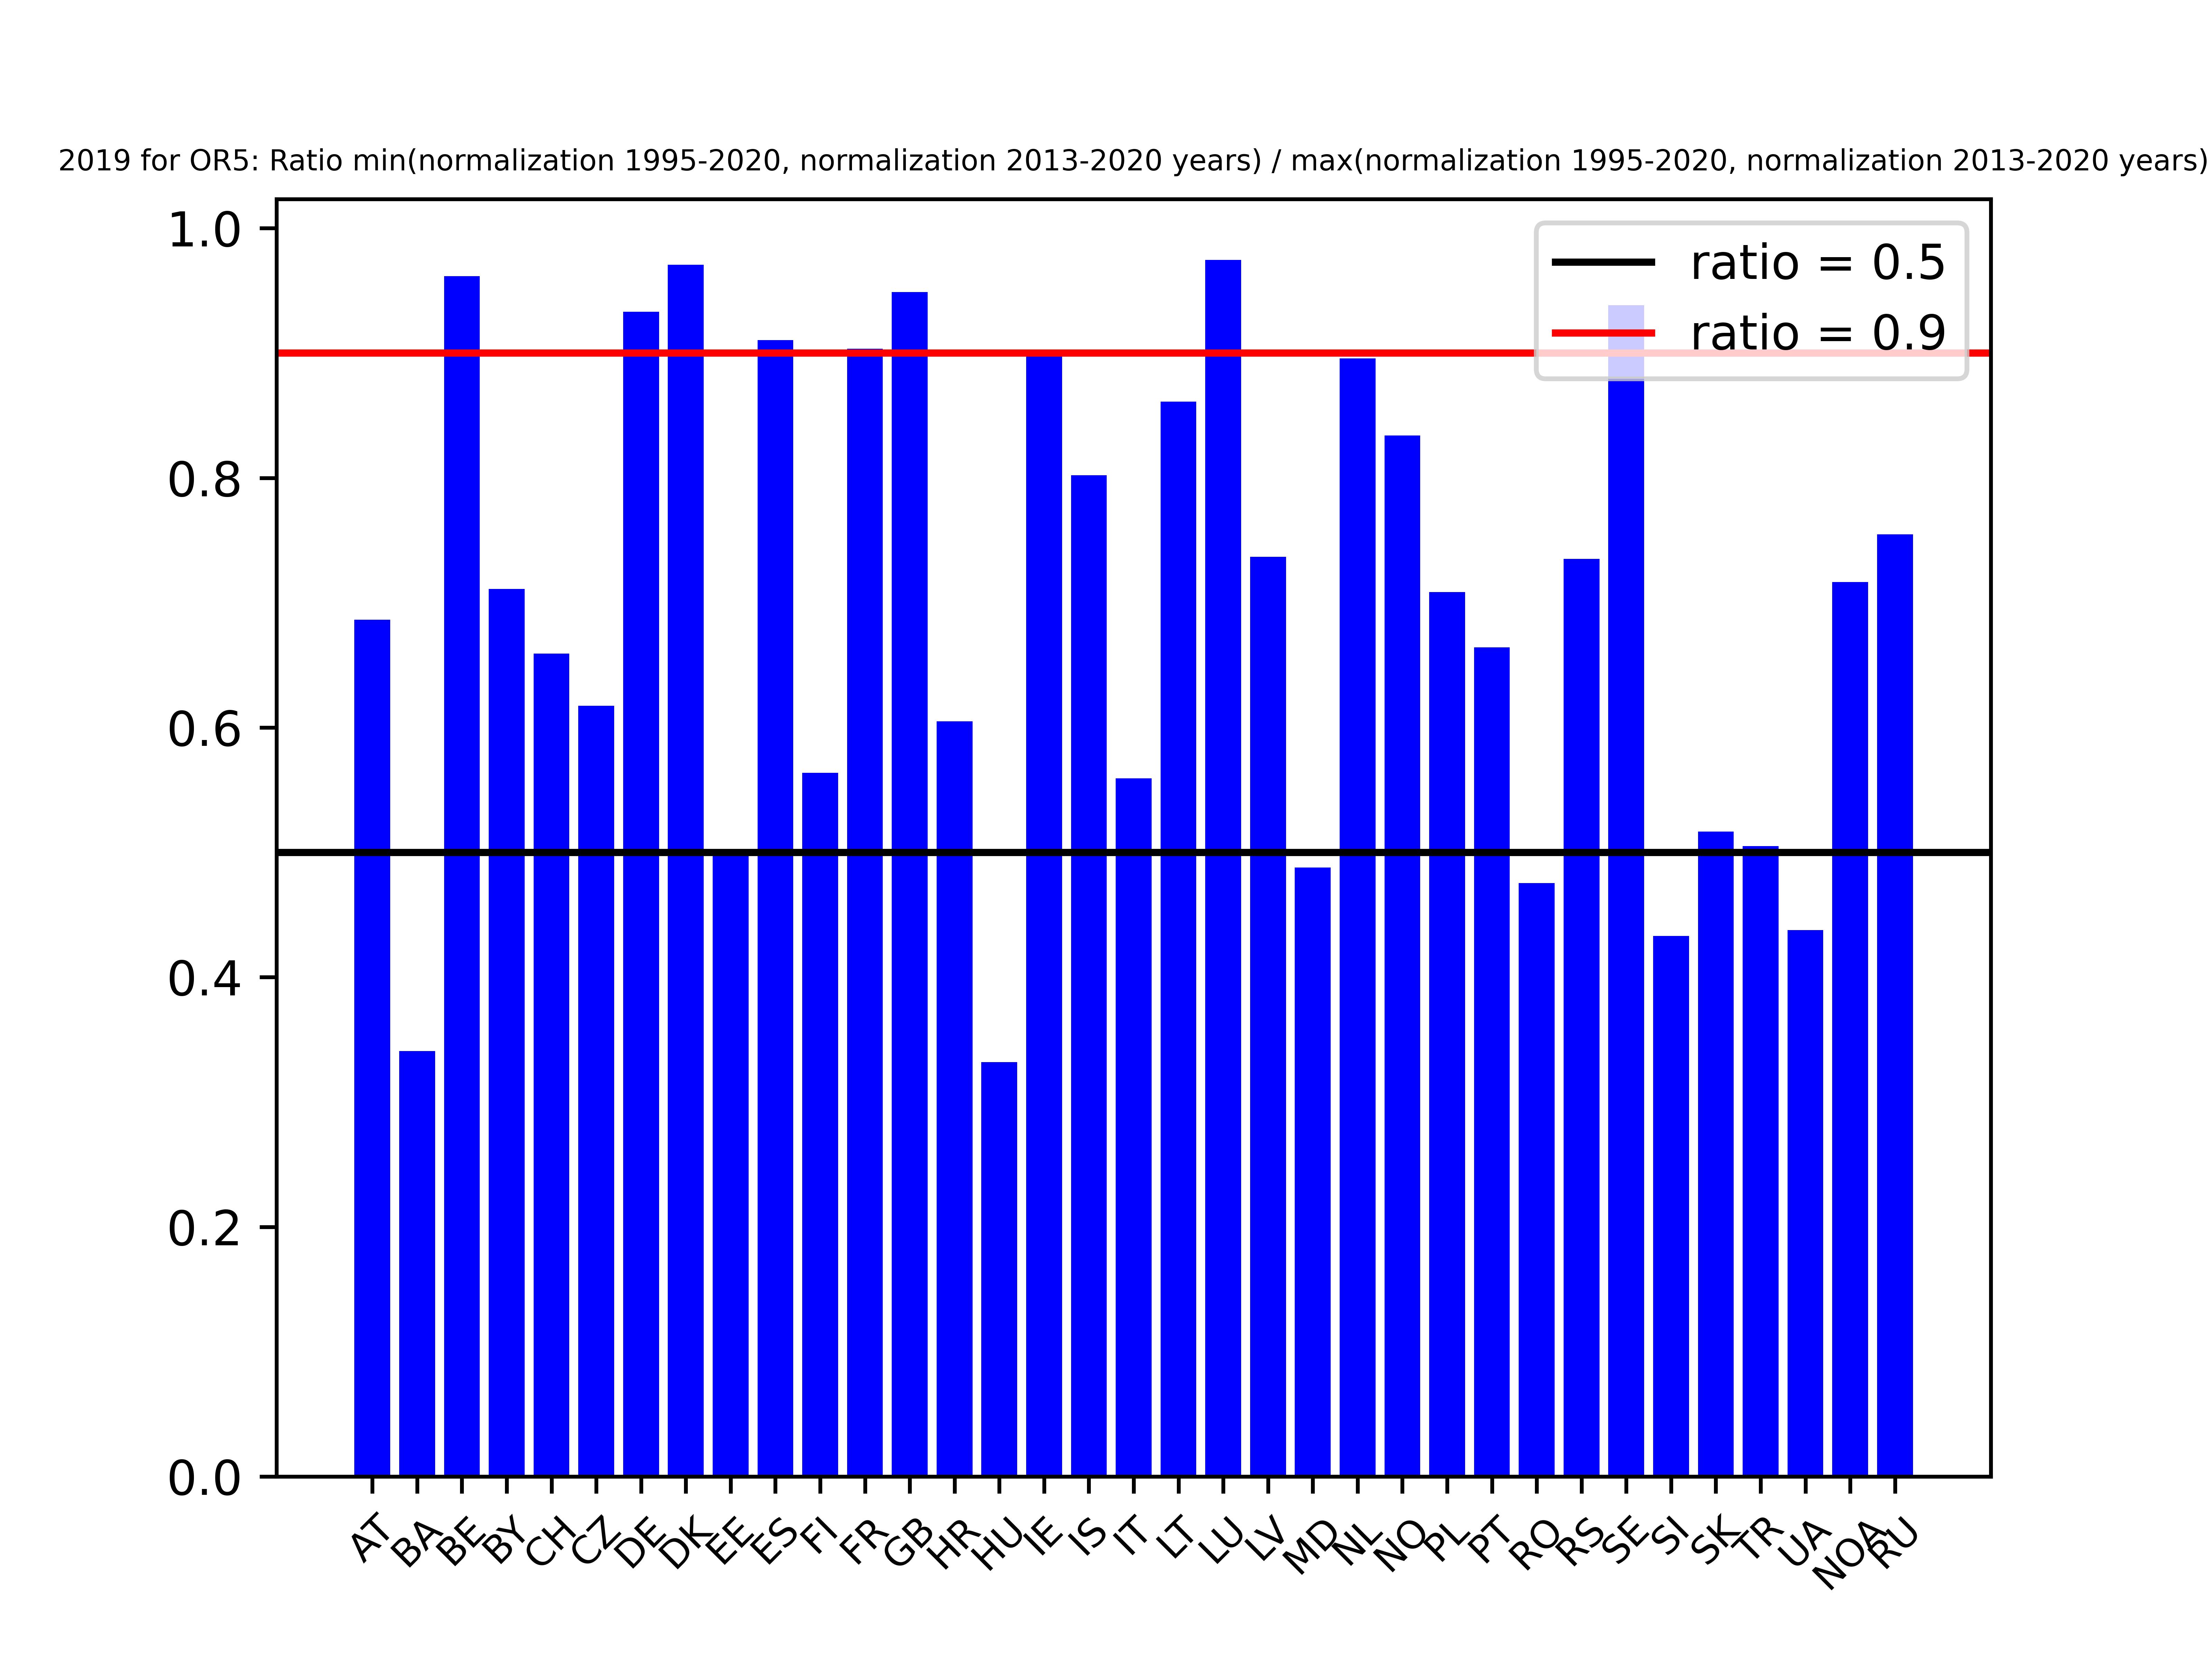 2019 for OR5: Ratio min(normalization 1995-2020, normalization 2013-2020 years) / max(normalization 1995-2020, normalization 2013-2020 years)
ratio = 0.5
ratio = 0.9
1.0
0.8
0.6
0.4
0.2
0.0
AT BA BE BY CH CZ DE DK EE ES FI FR GB HR HU IE IS IT LT LU LV MD NL NO PL PT RO RS SE SI SK TR UA NOA RU